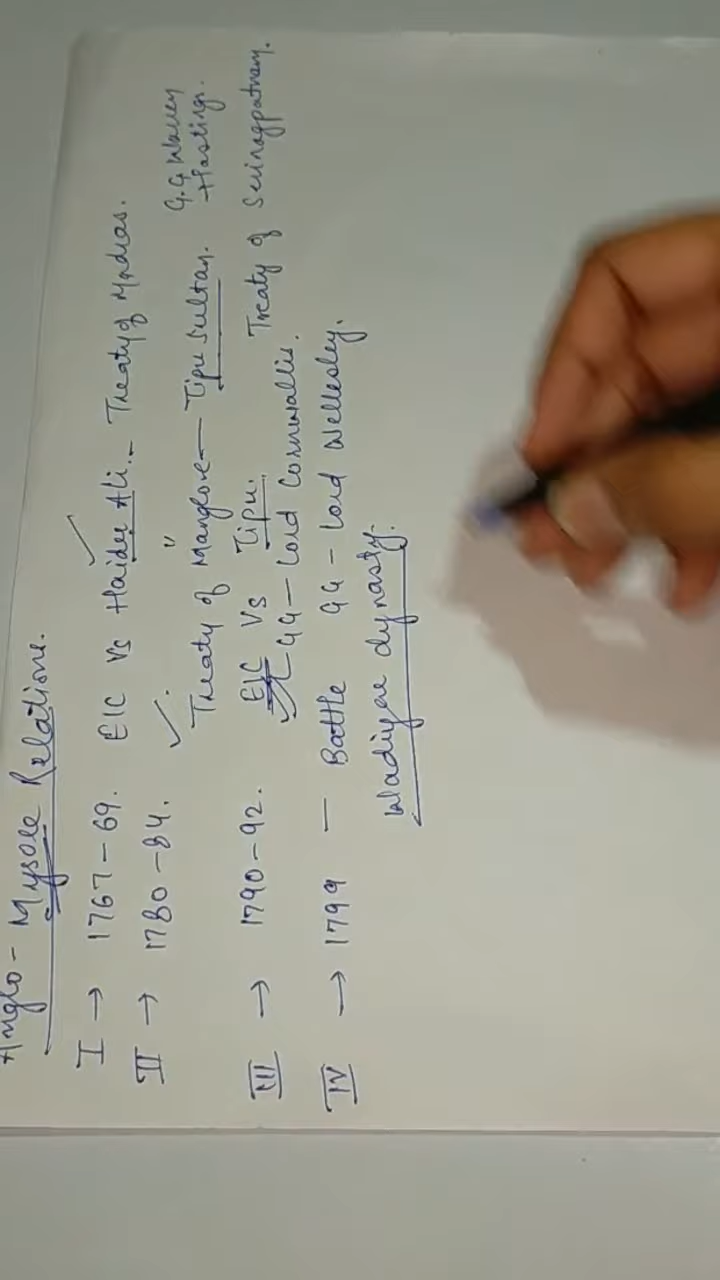 Anglo - Mysore Relations.
I → 1767-69. EIC Vs Haider Ali. - Treaty of Madras.
II → 1780-84. ✓. " G.G Warren Hastings.
Treaty of Manglore — Tipu Sultan.
III → 1790-92. EIC Vs Tipu. Treaty of Seringpatnam.
GG - Lord Cornwallis.
IV → 1799 - Battle GG - Lord Wellesley.
Wadiyar dynasty.